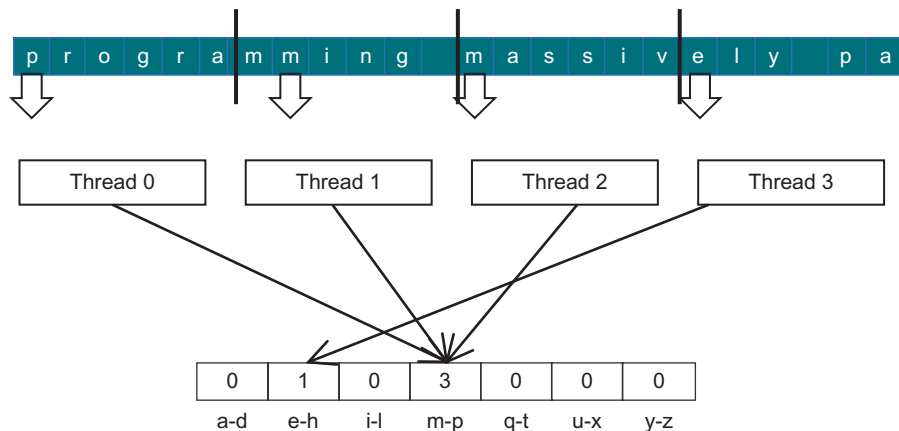 p r o g r a m m i n g m a s s i v e l y p a
Thread 0 Thread 1 Thread 2 Thread 3
0 1 0 3 0 0 0
a-d e-h i-l m-p q-t u-x y-z